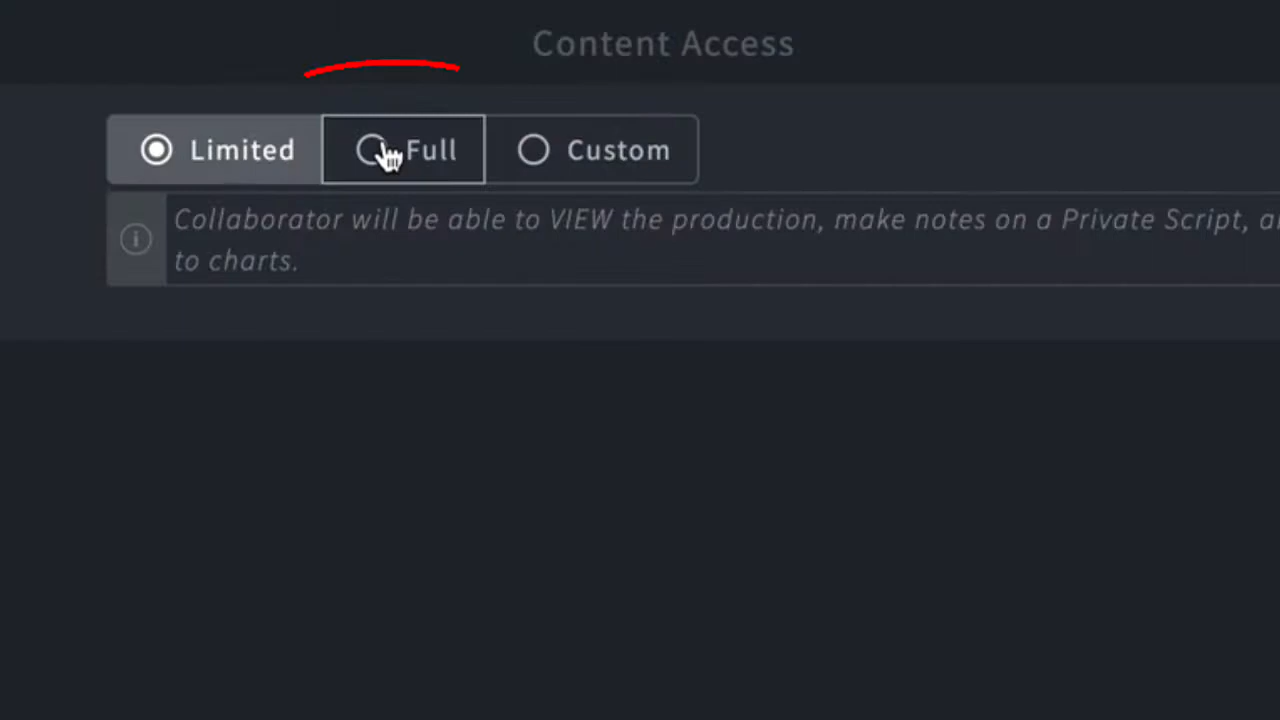 Content Access
Limited Full Custom
Collaborator will be able to VIEW the production, make notes on a Private Script,
to charts.